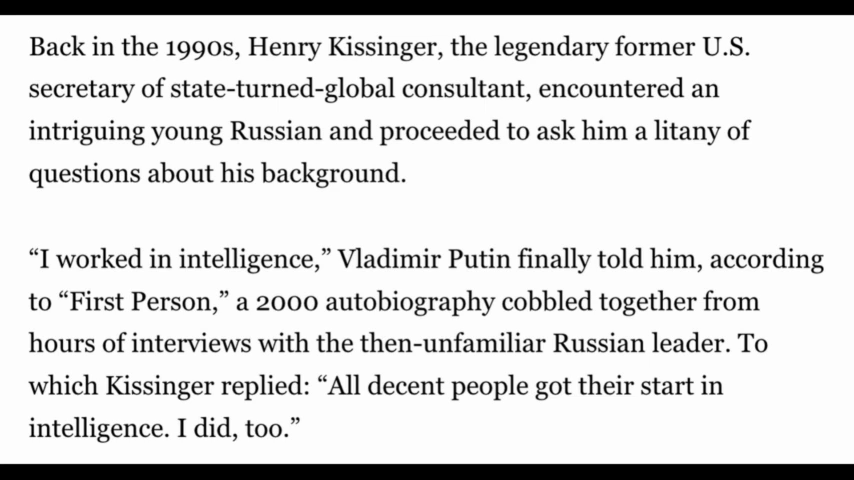 Back in the 1990s, Henry Kissinger, the legendary former U.S.
secretary of state-turned-global consultant, encountered an
intriguing young Russian and proceeded to ask him a litany of
questions about his background.
“I worked in intelligence,” Vladimir Putin finally told him, according
to “First Person,” a 2000 autobiography cobbled together from
hours of interviews with the then-unfamiliar Russian leader. To
which Kissinger replied: “All decent people got their start in
intelligence. I did, too.”